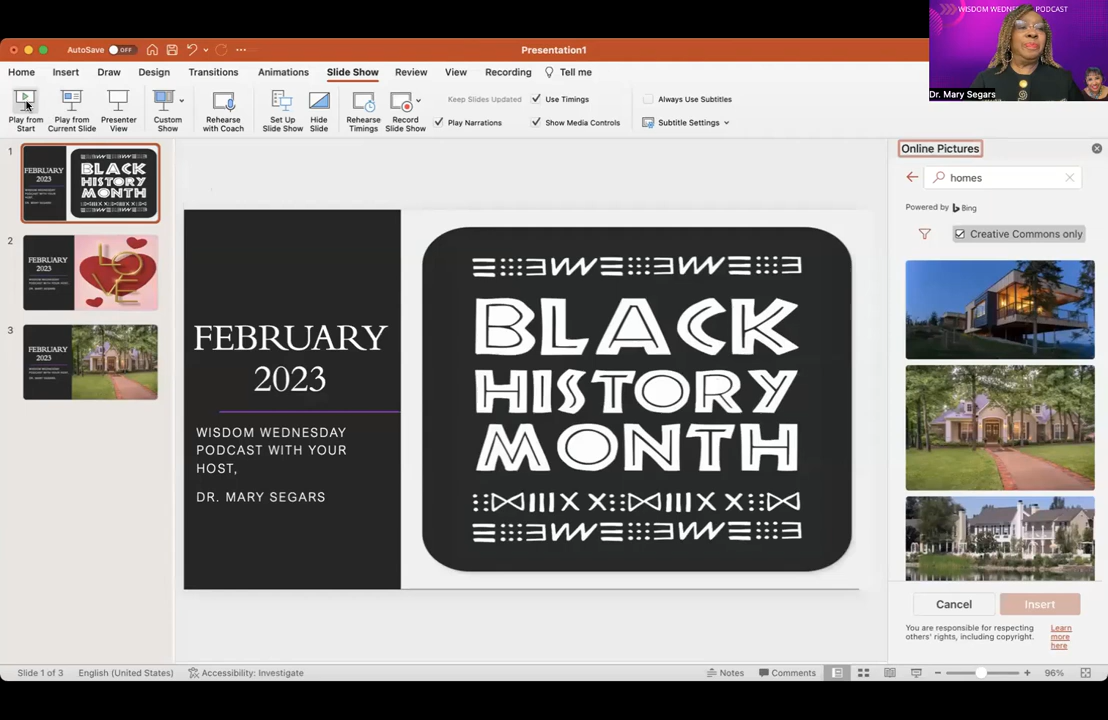 WISDOM WEDNESDAY PODCAST
Dr. Mary Segars
AutoSave OFF
Presentation1
Home Insert Draw Design Transitions Animations Slide Show Review View Recording Tell me
Play from Start
Play from Current Slide
Presenter View
Custom Show
Rehearse with Coach
Set Up Slide Show
Hide Slide
Rehearse Timings
Record Slide Show
Keep Slides Updated
Use Timings
Always Use Subtitles
Play Narrations
Show Media Controls
Subtitle Settings
1
FEBRUARY
2023
BLACK
HISTORY
MONTH
2
FEBRUARY
2023
LOVE
3
FEBRUARY
2023
FEBRUARY
2023
WISDOM WEDNESDAY
PODCAST WITH YOUR
HOST,
DR. MARY SEGARS
BLACK
HISTORY
MONTH
Online Pictures
homes
Powered by Bing
Creative Commons only
Cancel Insert
You are responsible for respecting
others' rights, including copyright.
Learn
more
here
Slide 1 of 3 English (United States) Accessibility: Investigate
Notes Comments 96%